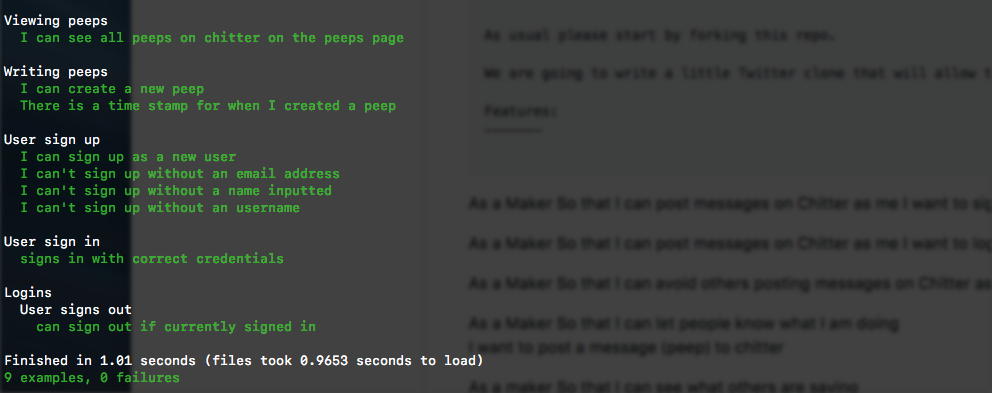 Viewing peeps
I can see all peeps on chitter on the peeps page
Writing peeps
I can create a new peep
There is a time stamp for when I created a peep
User sign up
I can sign up as a new user
I can't sign up without an email address
I can't sign up without a name inputted
I can't sign up without an username
User sign in
signs in with correct credentials
Logins
User signs out
can sign out if currently signed in
Finished in 1.01 seconds (files took 0.9653 seconds to load)
9 examples, 0 failures
As usual please start by forking this repo.
We are going to write a little Twitter clone that will allow
Features:
As a Maker So that I can post messages on Chitter as me I want to
As a Maker So that I can post messages on Chitter as me I want to
As a Maker So that I can avoid others posting messages on Chitter as
As a Maker So that I can let people know what I am doing
I want to post a message (peep) to chitter
As a maker So that I can see what others are saying